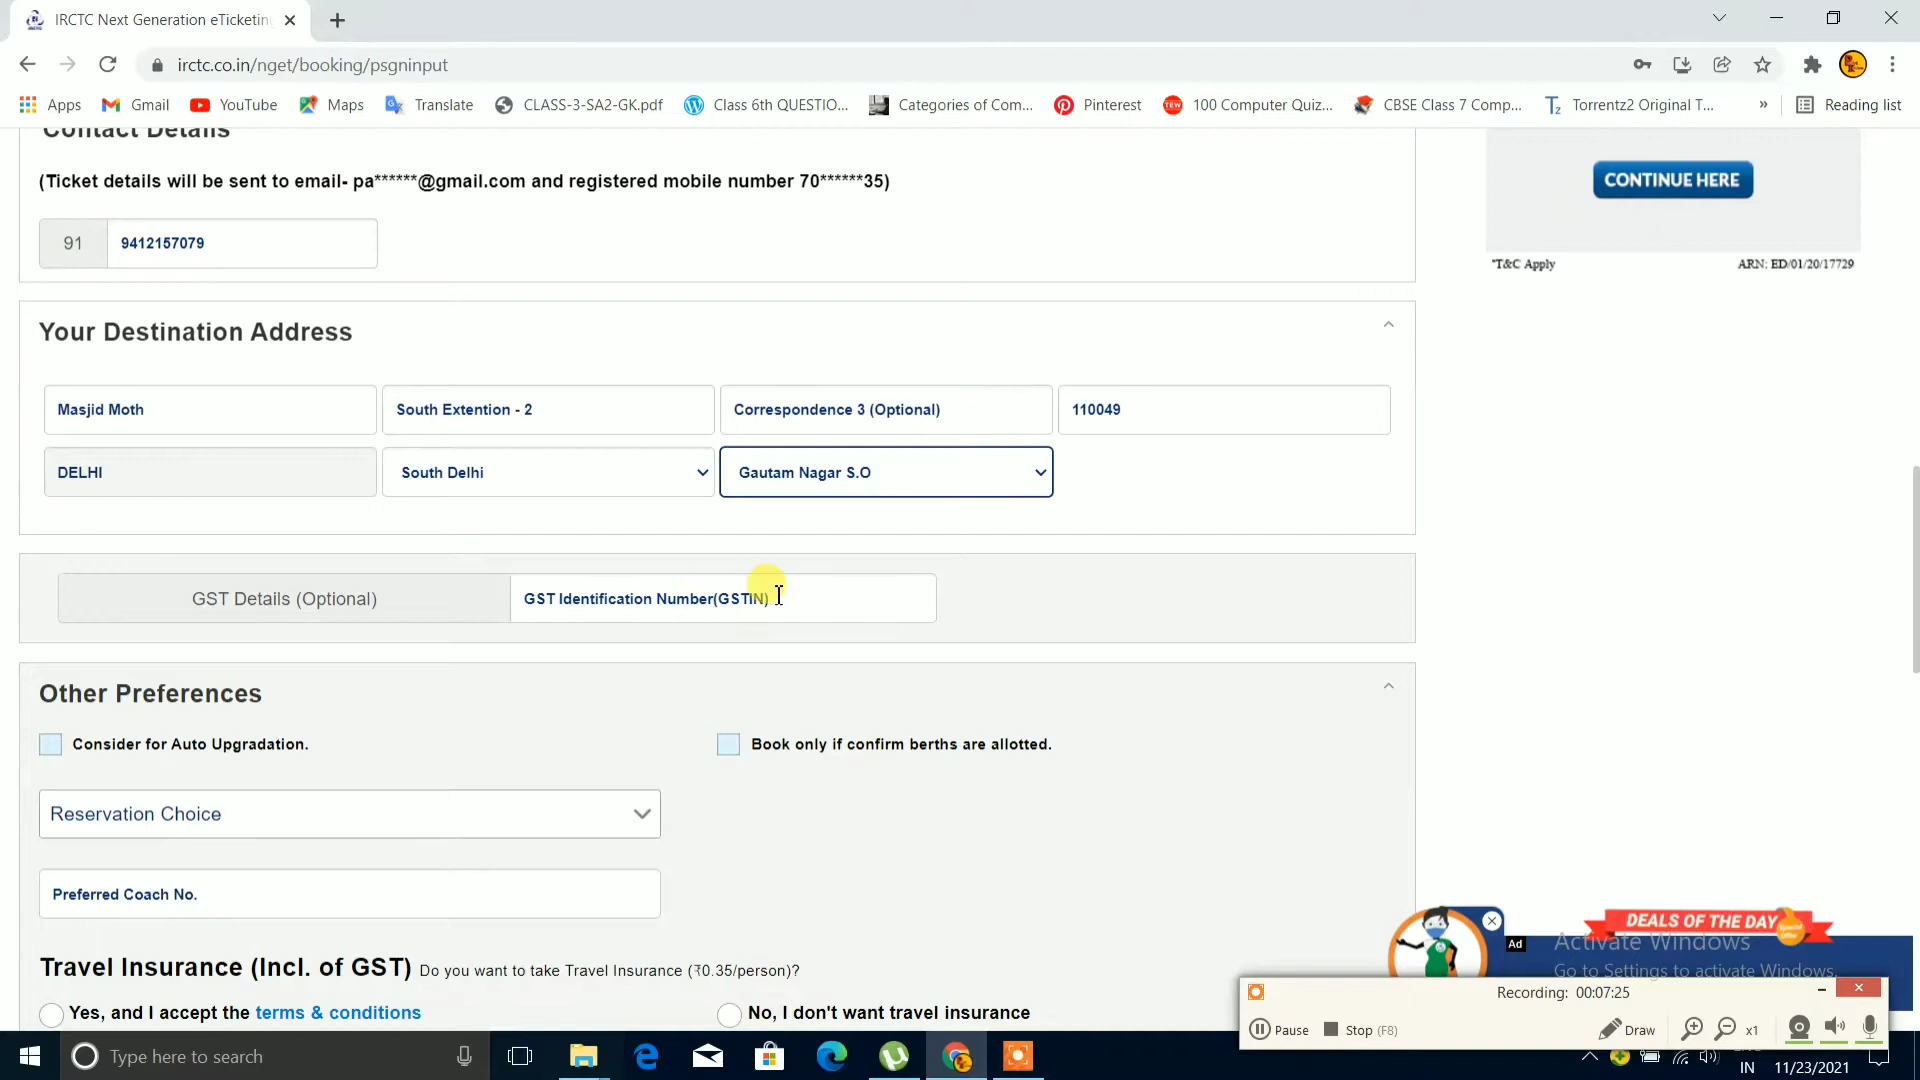 IRCTC Next Generation eTicketin
irctc.co.in/nget/booking/psgninput
Apps Gmail YouTube Maps Translate CLASS-3-SA2-GK.pdf Class 6th QUESTIO... Categories of Com... Pinterest 100 Computer Quiz... CBSE Class 7 Comp... Torrentz2 Original T... » Reading list
Contact Details
(Ticket details will be sent to email- pa******@gmail.com and registered mobile number 70******35)
91 9412157079
CONTINUE HERE
*T&C Apply ARN: ED/01/20/17729
Your Destination Address
Masjid Moth South Extention - 2 Correspondence 3 (Optional) 110049
DELHI South Delhi Gautam Nagar S.O
GST Details (Optional) GST Identification Number(GSTIN)
Other Preferences
Consider for Auto Upgradation. Book only if confirm berths are allotted.
Reservation Choice
Preferred Coach No.
DEALS OF THE DAY
Ad
Activate Windows
Go to Settings to activate Windows.
Travel Insurance (Incl. of GST) Do you want to take Travel Insurance (₹0.35/person)?
Yes, and I accept the terms & conditions No, I don't want travel insurance
Recording: 00:07:25
Pause Stop (F8) Draw x1
Type here to search
IN 11/23/2021